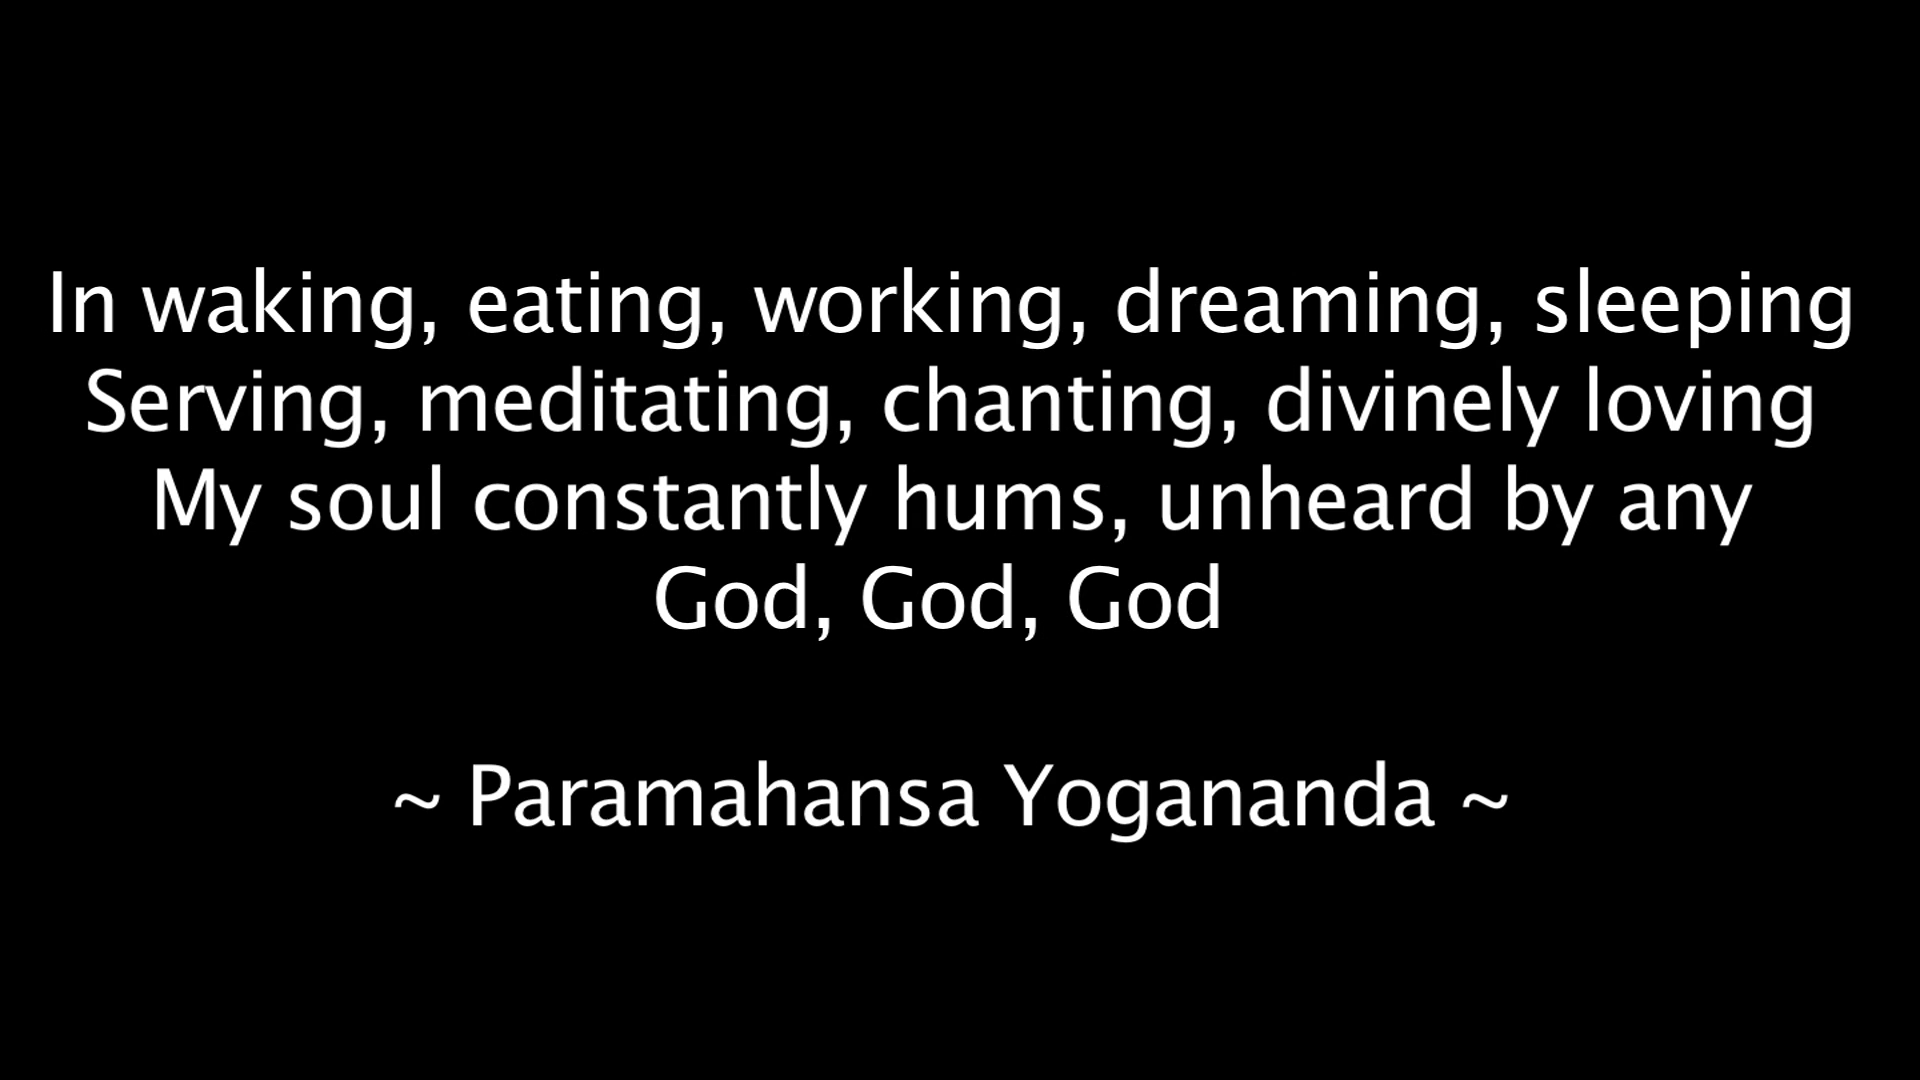 In waking, eating, working, dreaming, sleeping
Serving, meditating, chanting, divinely loving
My soul constantly hums, unheard by any
God, God, God
~ Paramahansa Yogananda ~